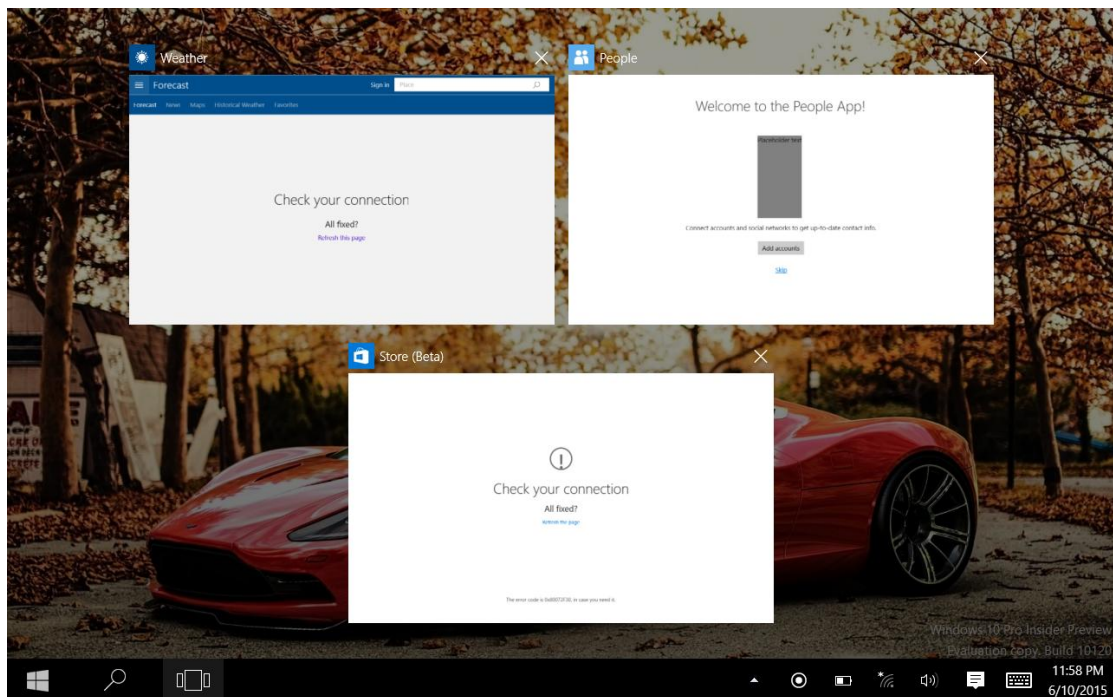 Weather
Forecast
Sign in
Place
Forecast News Maps Historical Weather Favorites
Check your connection
All fixed?
Refresh this page
People
Welcome to the People App!
Placeholder text
Connect accounts and social networks to get up-to-date contact info.
Add accounts
Skip
Store (Beta)
Check your connection
All fixed?
Refresh the page
Windows 10 Pro Insider Preview
Evaluation copy. Build 10120
11:58 PM
6/10/2015